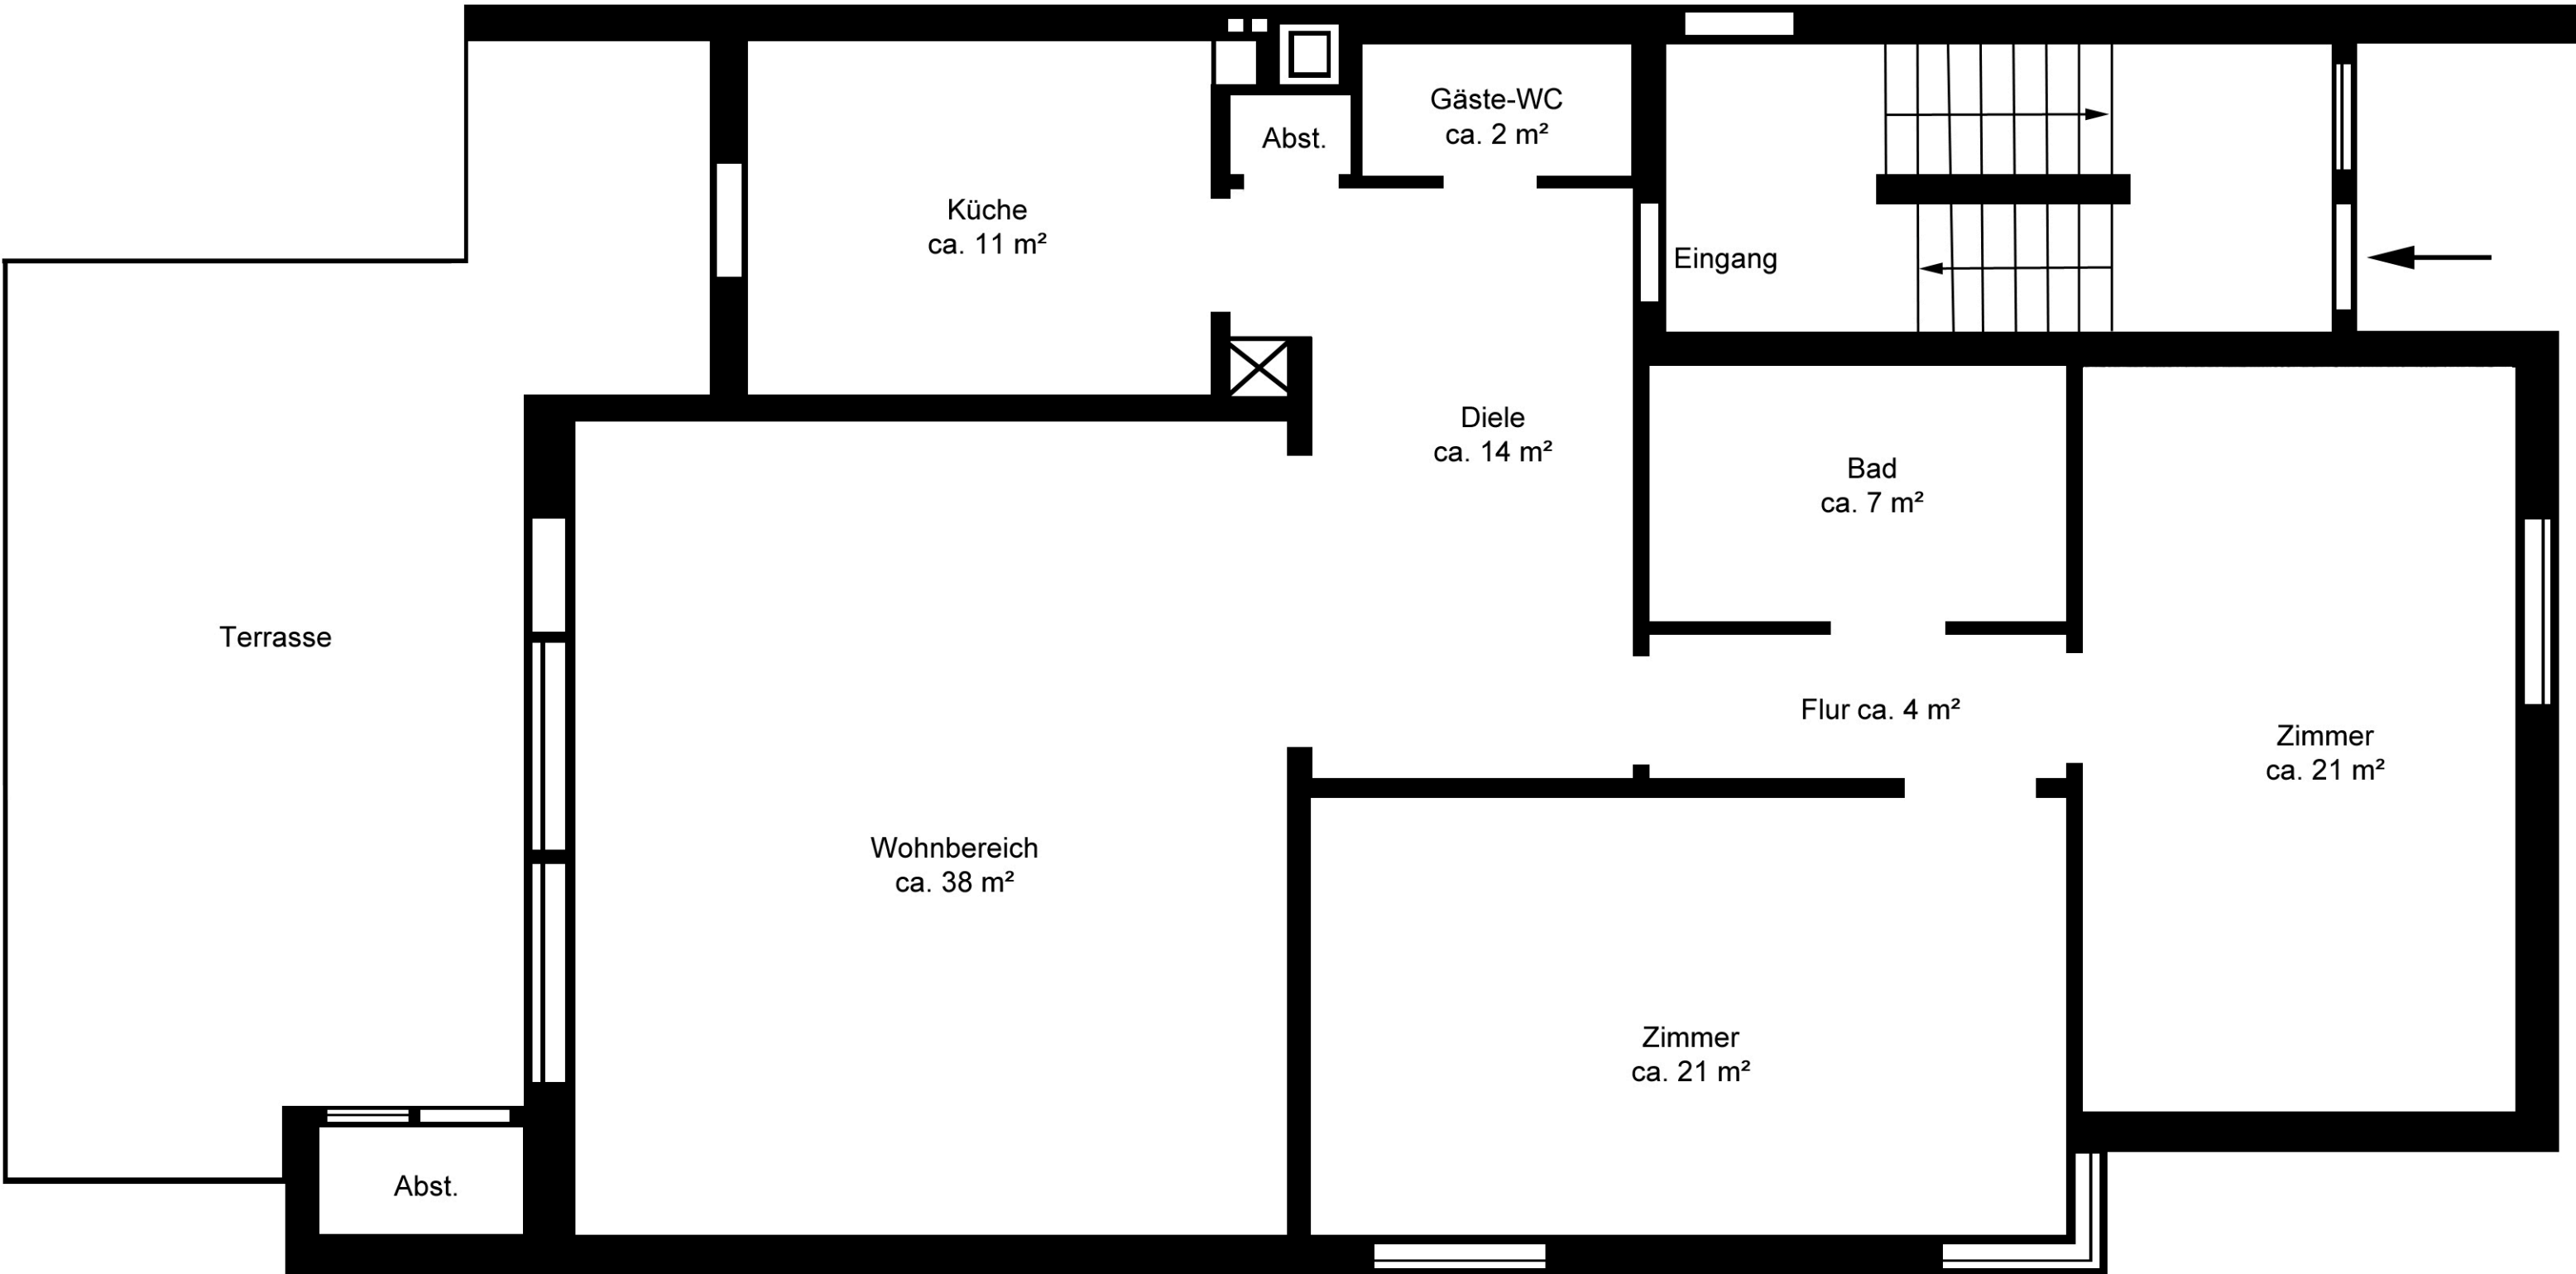 Gäste-WC
ca. 2 m²
Abst.
Küche
ca. 11 m²
Eingang
Diele
ca. 14 m²
Bad
ca. 7 m²
Terrasse
Flur ca. 4 m²
Zimmer
ca. 21 m²
Wohnbereich
ca. 38 m²
Zimmer
ca. 21 m²
Abst.